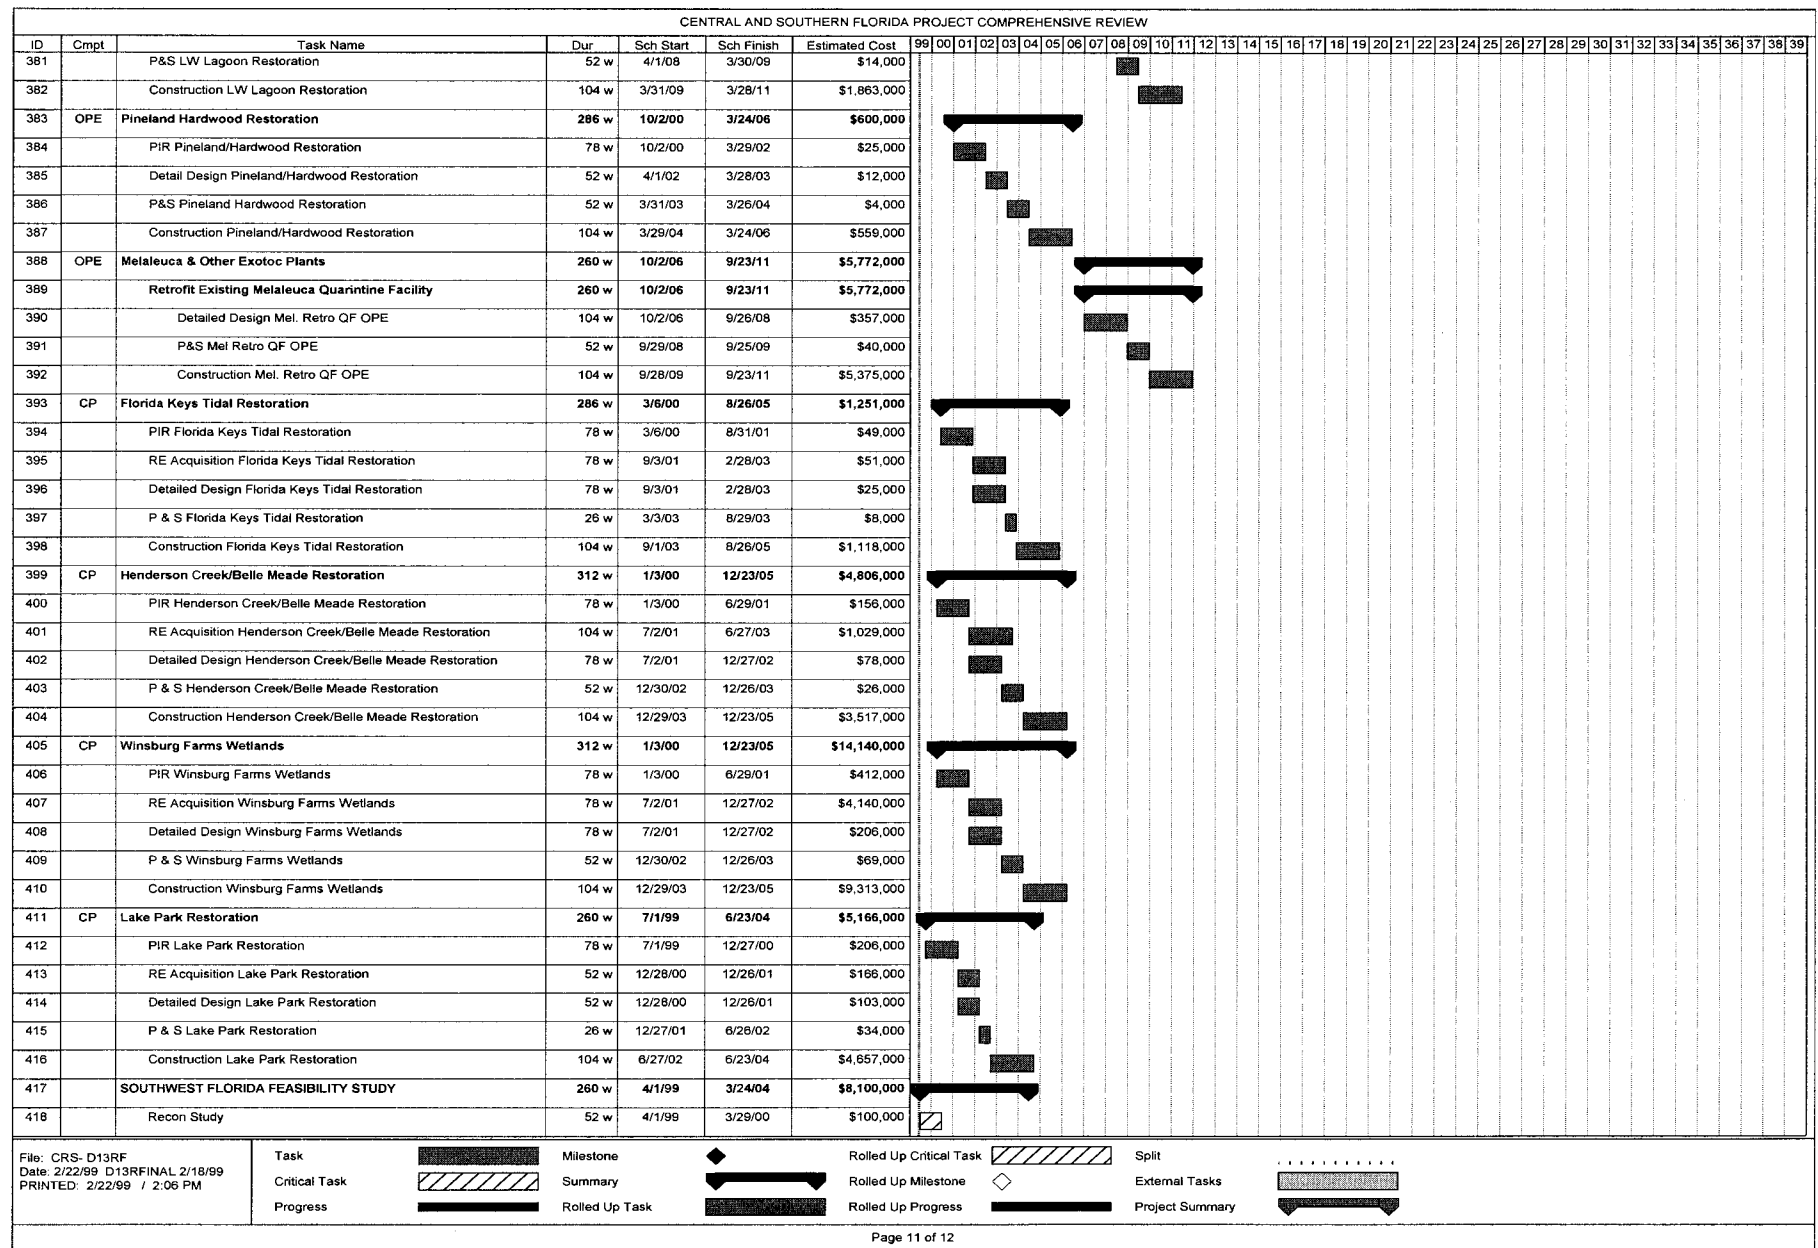 CENTRAL AND SOUTHERN FLORIDA PROJECT COMPREHENSIVE REVIEW
ID Cmpt Task Name Dur Sch Start Sch Finish Estimated Cost 99 00 01 02 03 04 05 06 07 08 09 10 11 12 13 14 15 16 17 18 19 20 21 22 23 24 25 26 27 28 29 30 31 32 33 34 35 36 37 38 39
381 P&S LW Lagoon Restoration 52 w 4/1/08 3/30/09 $14,000
382 Construction LW Lagoon Restoration 104 w 3/31/09 3/28/11 $1,863,000
383 OPE Pineland Hardwood Restoration 286 w 10/2/00 3/24/06 $600,000
384 PIR Pineland/Hardwood Restoration 78 w 10/2/00 3/29/02 $25,000
385 Detail Design Pineland/Hardwood Restoration 52 w 4/1/02 3/28/03 $12,000
386 P&S Pineland Hardwood Restoration 52 w 3/31/03 3/26/04 $4,000
387 Construction Pineland/Hardwood Restoration 104 w 3/29/04 3/24/06 $559,000
388 OPE Melaleuca & Other Exotoc Plants 260 w 10/2/06 9/23/11 $5,772,000
389 Retrofit Existing Melaleuca Quarintine Facility 260 w 10/2/06 9/23/11 $5,772,000
390 Detailed Design Mel. Retro QF OPE 104 w 10/2/06 9/26/08 $357,000
391 P&S Mel Retro QF OPE 52 w 9/29/08 9/25/09 $40,000
392 Construction Mel. Retro QF OPE 104 w 9/28/09 9/23/11 $5,375,000
393 CP Florida Keys Tidal Restoration 286 w 3/6/00 8/26/05 $1,251,000
394 PIR Florida Keys Tidal Restoration 78 w 3/6/00 8/31/01 $49,000
395 RE Acquisition Florida Keys Tidal Restoration 78 w 9/3/01 2/28/03 $51,000
396 Detailed Design Florida Keys Tidal Restoration 78 w 9/3/01 2/28/03 $25,000
397 P & S Florida Keys Tidal Restoration 26 w 3/3/03 8/29/03 $8,000
398 Construction Florida Keys Tidal Restoration 104 w 9/1/03 8/26/05 $1,118,000
399 CP Henderson Creek/Belle Meade Restoration 312 w 1/3/00 12/23/05 $4,806,000
400 PIR Henderson Creek/Belle Meade Restoration 78 w 1/3/00 6/29/01 $156,000
401 RE Acquisition Henderson Creek/Belle Meade Restoration 104 w 7/2/01 6/27/03 $1,029,000
402 Detailed Design Henderson Creek/Belle Meade Restoration 78 w 7/2/01 12/27/02 $78,000
403 P & S Henderson Creek/Belle Meade Restoration 52 w 12/30/02 12/26/03 $26,000
404 Construction Henderson Creek/Belle Meade Restoration 104 w 12/29/03 12/23/05 $3,517,000
405 CP Winsburg Farms Wetlands 312 w 1/3/00 12/23/05 $14,140,000
406 PIR Winsburg Farms Wetlands 78 w 1/3/00 6/29/01 $412,000
407 RE Acquisition Winsburg Farms Wetlands 78 w 7/2/01 12/27/02 $4,140,000
408 Detailed Design Winsburg Farms Wetlands 78 w 7/2/01 12/27/02 $206,000
409 P & S Winsburg Farms Wetlands 52 w 12/30/02 12/26/03 $69,000
410 Construction Winsburg Farms Wetlands 104 w 12/29/03 12/23/05 $9,313,000
411 CP Lake Park Restoration 260 w 7/1/99 6/23/04 $5,166,000
412 PIR Lake Park Restoration 78 w 7/1/99 12/27/00 $206,000
413 RE Acquisition Lake Park Restoration 52 w 12/28/00 12/26/01 $166,000
414 Detailed Design Lake Park Restoration 52 w 12/28/00 12/26/01 $103,000
415 P & S Lake Park Restoration 26 w 12/27/01 6/26/02 $34,000
416 Construction Lake Park Restoration 104 w 6/27/02 6/23/04 $4,657,000
417 SOUTHWEST FLORIDA FEASIBILITY STUDY 260 w 4/1/99 3/24/04 $8,100,000
418 Recon Study 52 w 4/1/99 3/29/00 $100,000
File: CRS- D13RF
Date: 2/22/99 D13RFINAL 2/18/99
PRINTED: 2/22/99 / 2:06 PM
Task Milestone Rolled Up Critical Task Split
Critical Task Summary Rolled Up Milestone External Tasks
Progress Rolled Up Task Rolled Up Progress Project Summary
Page 11 of 12